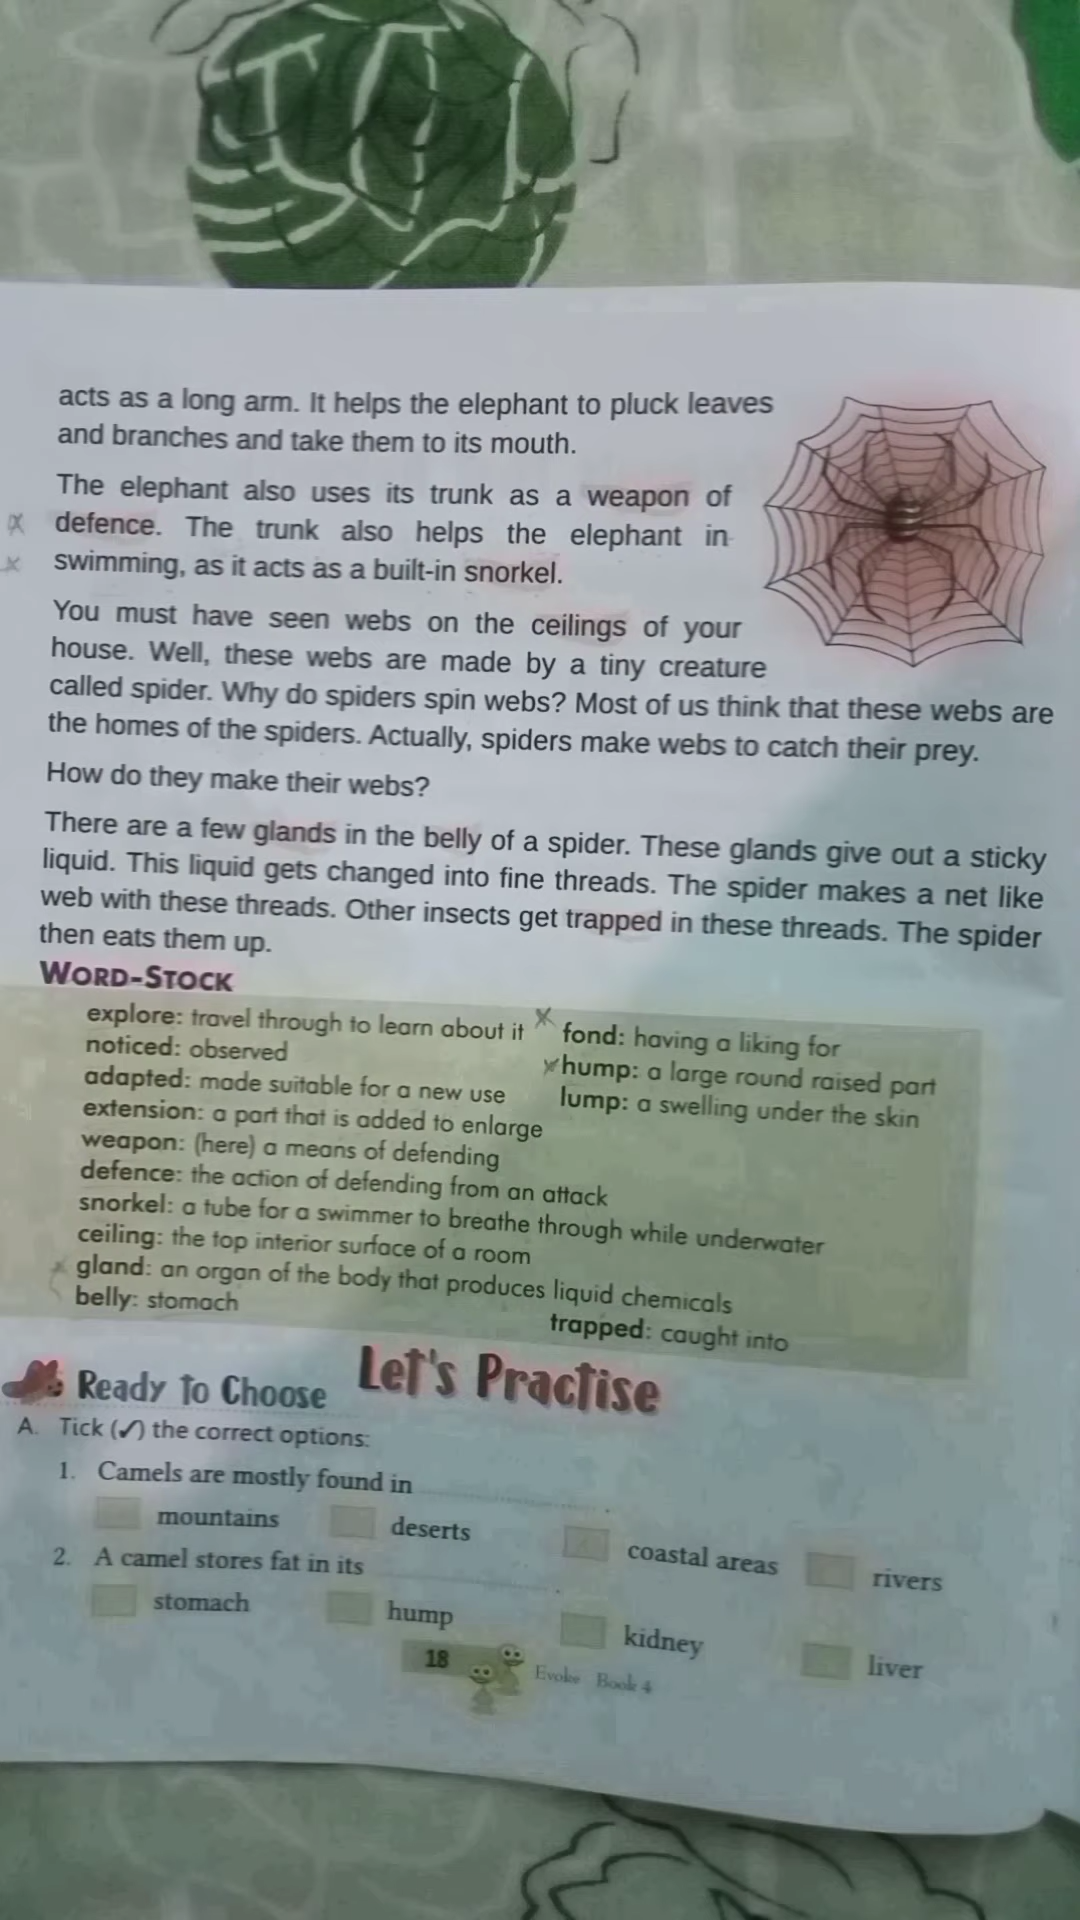 acts as a long arm. It helps the elephant to pluck leaves
and branches and take them to its mouth.
The elephant also uses its trunk as a weapon of
defence. The trunk also helps the elephant in
swimming, as it acts as a built-in snorkel.
You must have seen webs on the ceilings of your
house. Well, these webs are made by a tiny creature
called spider. Why do spiders spin webs? Most of us think that these webs are
the homes of the spiders. Actually, spiders make webs to catch their prey.
How do they make their webs?
There are a few glands in the belly of a spider. These glands give out a sticky
liquid. This liquid gets changed into fine threads. The spider makes a net like
web with these threads. Other insects get trapped in these threads. The spider
then eats them up.
WORD-STOCK
explore: travel through to learn about it
fond: having a liking for
noticed: observed
hump: a large round raised part
adapted: made suitable for a new use
lump: a swelling under the skin
extension: a part that is added to enlarge
weapon: (here) a means of defending
defence: the action of defending from an attack
snorkel: a tube for a swimmer to breathe through while underwater
ceiling: the top interior surface of a room
gland: an organ of the body that produces liquid chemicals
belly: stomach
trapped: caught into
Let's Practise
Ready To Choose
A. Tick (✓) the correct options:
1. Camels are mostly found in ............
mountains deserts coastal areas rivers
2. A camel stores fat in its ............
stomach hump kidney liver
18 Evoke Book 4